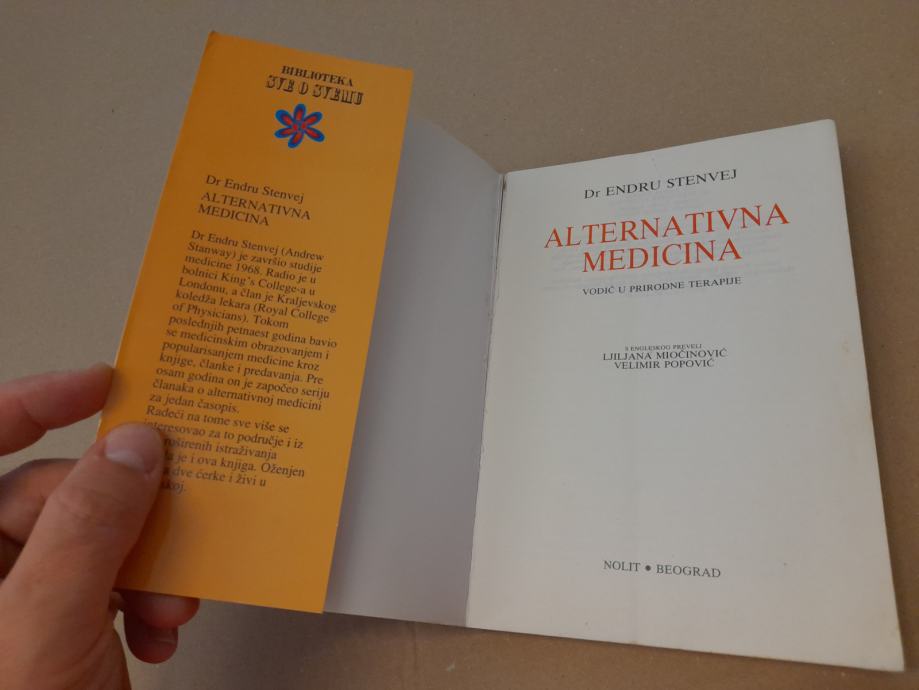 BIBLIOTEKA
SVE O SVEMU
Dr Endru Stenvej
ALTERNATIVNA
MEDICINA
Dr Endru Stenvej (Andrew
Stanway) je završio studije
medicine 1968. Radio je u
bolnici King's College-a u
Londonu, a član je Kraljevskog
koledža lekara (Royal College
of Physicians). Tokom
poslednjih petnaest godina bavio
se medicinskim obrazovanjem i
popularisanjem medicine kroz
knjige, članke i predavanja. Pre
osam godina on je započeo seriju
članaka o alternativnoj medicini
za jedan časopis.
Radeći na tome sve više se
interesovao za to područje i iz
istraživanja
je i ova knjiga. Oženjen
dve ćerke i živi u
Dr ENDRU STENVEJ
ALTERNATIVNA
MEDICINA
VODIČ U PRIRODNE TERAPIJE
S ENGLESKOG PREVELI
LJILJANA MIOČINOVIĆ
VELIMIR POPOVIĆ
NOLIT • BEOGRAD